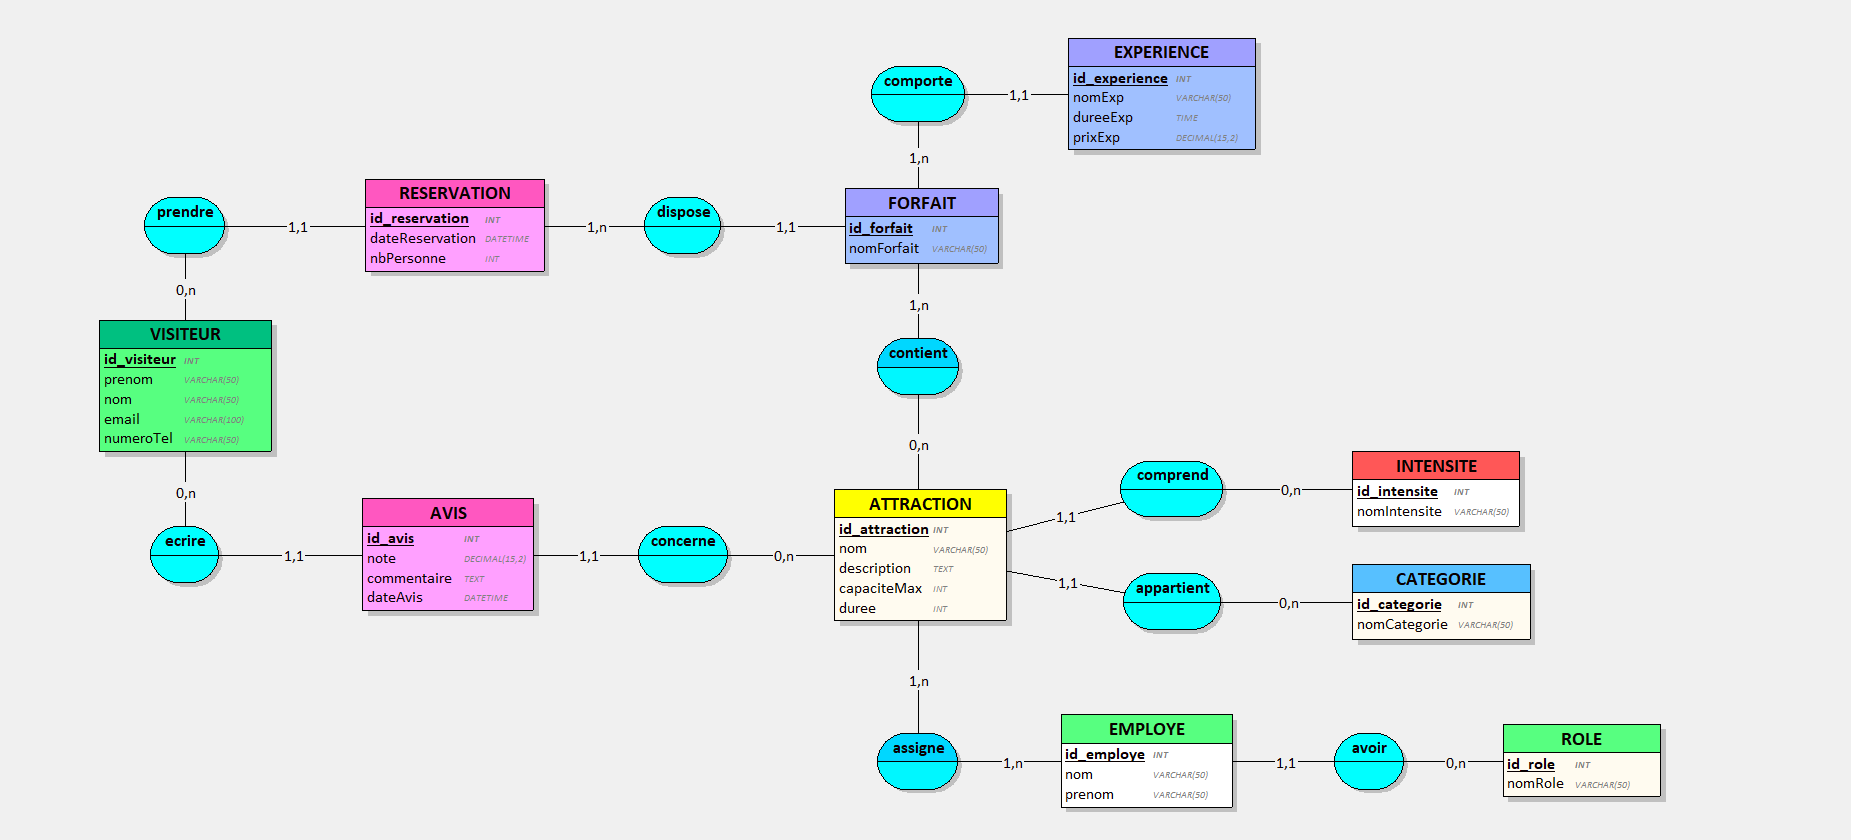 EXPERIENCE
id_experience INT
nomExp VARCHAR(50)
dureeExp TIME
prixExp DECIMAL(15,2)
comporte
1,1
1,n
RESERVATION
id_reservation INT
dateReservation DATETIME
nbPersonne INT
prendre
1,1
1,n
dispose
1,1
FORFAIT
id_forfait INT
nomForfait VARCHAR(50)
0,n
1,n
VISITEUR
id_visiteur INT
prenom VARCHAR(50)
nom VARCHAR(50)
email VARCHAR(100)
numeroTel VARCHAR(50)
contient
0,n
0,n
ecrire
1,1
AVIS
id_avis INT
note DECIMAL(15,2)
commentaire TEXT
dateAvis DATETIME
1,1
concerne
0,n
ATTRACTION
id_attraction INT
nom VARCHAR(50)
description TEXT
capaciteMax INT
duree INT
1,1
comprend
0,n
INTENSITE
id_intensite INT
nomIntensite VARCHAR(50)
1,1
appartient
0,n
CATEGORIE
id_categorie INT
nomCategorie VARCHAR(50)
1,n
assigne
1,n
EMPLOYE
id_employe INT
nom VARCHAR(50)
prenom VARCHAR(50)
1,1
avoir
0,n
ROLE
id_role INT
nomRole VARCHAR(50)